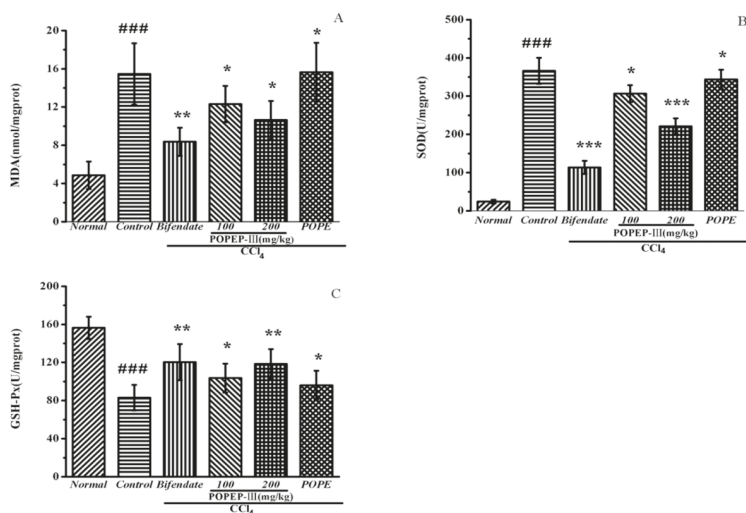 A
MDA(nmol/mgprot)
20
16
12
8
4
0
###
**
*
*
*
Normal Control Bifendate 100 200 POPE
POPEP-III(mg/kg)
CCl4
B
SOD(U/mgprot)
500
400
300
200
100
0
###
***
*
***
*
Normal Control Bifendate 100 200 POPE
POPEP-III(mg/kg)
CCl4
C
GSH-Px(U/mgprot)
200
160
120
80
40
0
###
**
*
**
*
Normal Control Bifendate 100 200 POPE
POPEP-III(mg/kg)
CCl4